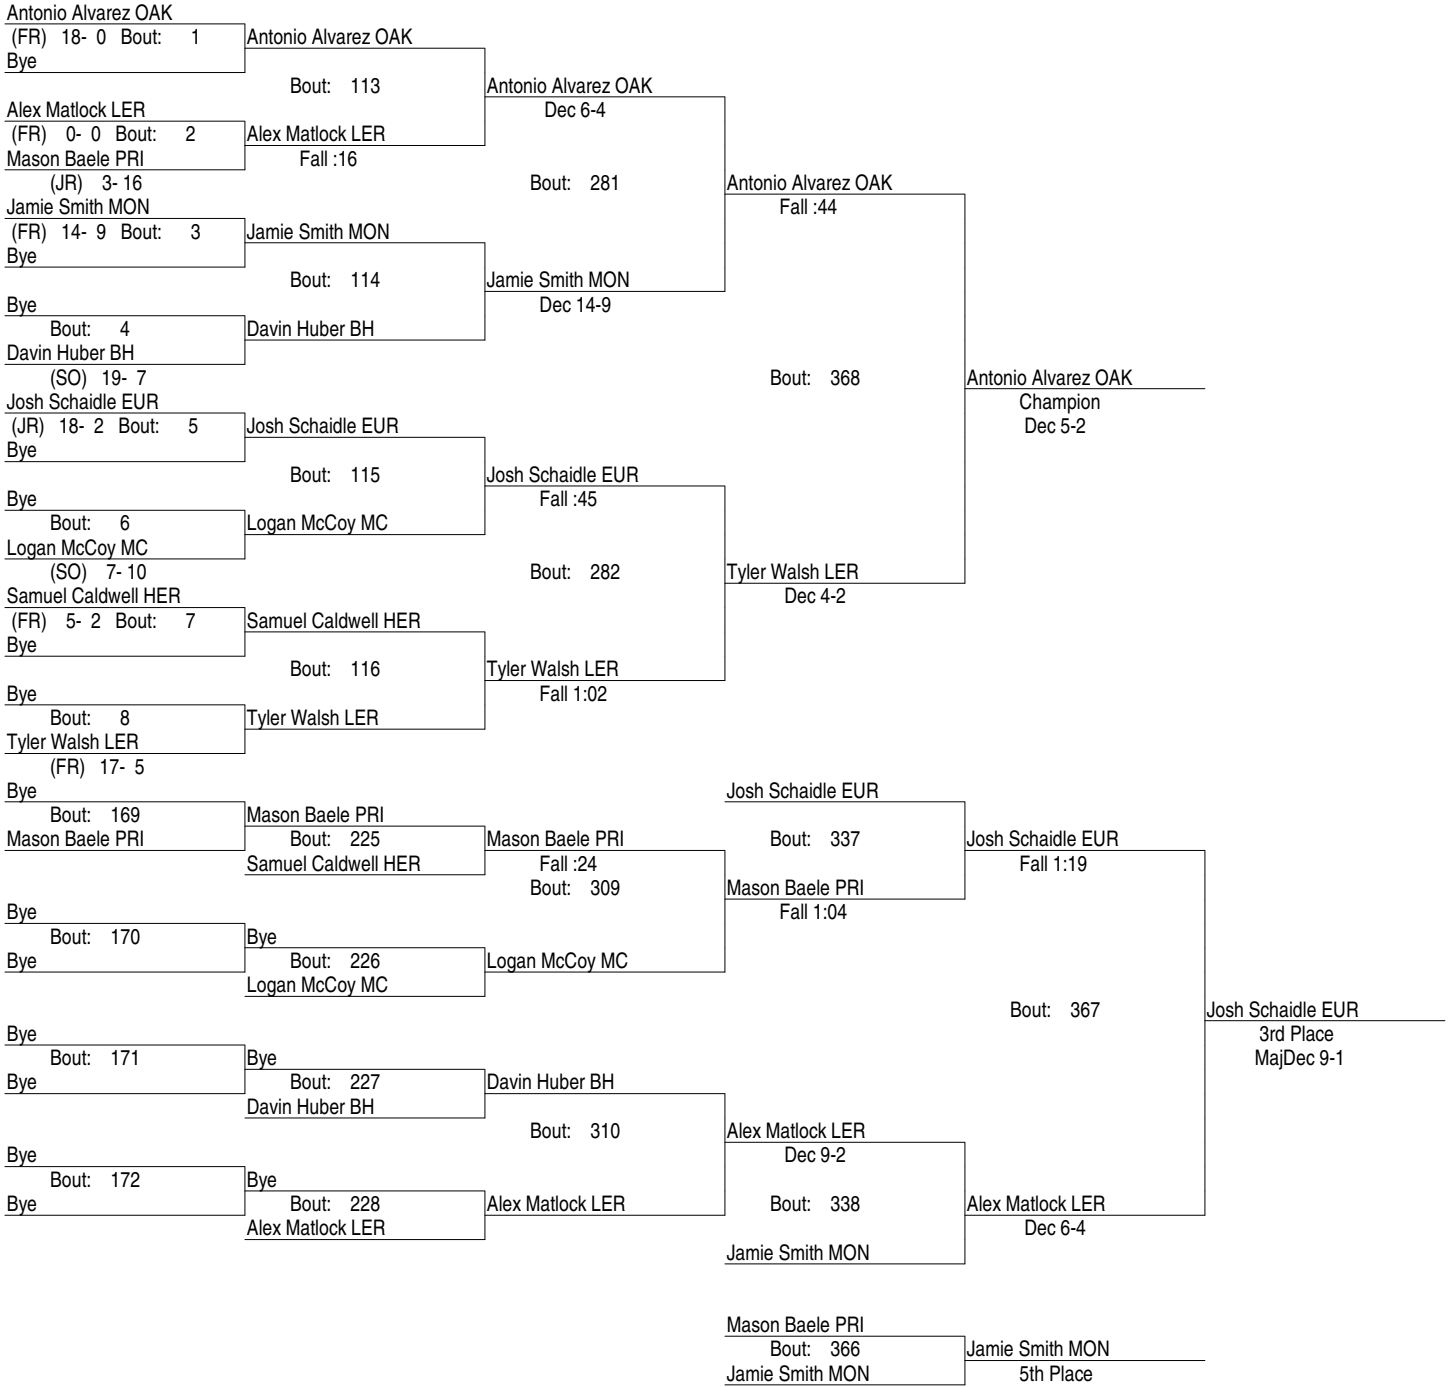 Antonio Alvarez OAK
(FR) 18- 0 Bout: 1 Antonio Alvarez OAK
Bye
Bout: 113 Antonio Alvarez OAK
Alex Matlock LER Dec 6-4
(FR) 0- 0 Bout: 2 Alex Matlock LER
Mason Baele PRI Fall :16
(JR) 3- 16 Bout: 281 Antonio Alvarez OAK
Jamie Smith MON Fall :44
(FR) 14- 9 Bout: 3 Jamie Smith MON
Bye
Bout: 114 Jamie Smith MON
Bye Dec 14-9
Bout: 4 Davin Huber BH
Davin Huber BH
(SO) 19- 7 Bout: 368 Antonio Alvarez OAK
Josh Schaidle EUR Champion
(JR) 18- 2 Bout: 5 Josh Schaidle EUR Dec 5-2
Bye
Bout: 115 Josh Schaidle EUR
Bye Fall :45
Bout: 6 Logan McCoy MC
Logan McCoy MC
(SO) 7- 10 Bout: 282 Tyler Walsh LER
Samuel Caldwell HER Dec 4-2
(FR) 5- 2 Bout: 7 Samuel Caldwell HER
Bye
Bout: 116 Tyler Walsh LER
Bye Fall 1:02
Bout: 8 Tyler Walsh LER
Tyler Walsh LER
(FR) 17- 5
Bye Josh Schaidle EUR
Bout: 169 Mason Baele PRI
Mason Baele PRI Bout: 225 Mason Baele PRI Bout: 337 Josh Schaidle EUR
Samuel Caldwell HER Fall :24 Fall 1:19
Bout: 309 Mason Baele PRI
Bye Fall 1:04
Bout: 170 Bye
Bye Bout: 226 Logan McCoy MC
Logan McCoy MC
Bout: 367 Josh Schaidle EUR
Bye 3rd Place
Bout: 171 Bye MajDec 9-1
Bye Bout: 227 Davin Huber BH
Davin Huber BH
Bout: 310 Alex Matlock LER
Bye Dec 9-2
Bout: 172 Bye
Bye Bout: 228 Alex Matlock LER Bout: 338 Alex Matlock LER
Alex Matlock LER Dec 6-4
Jamie Smith MON
Mason Baele PRI
Bout: 366 Jamie Smith MON
Jamie Smith MON 5th Place